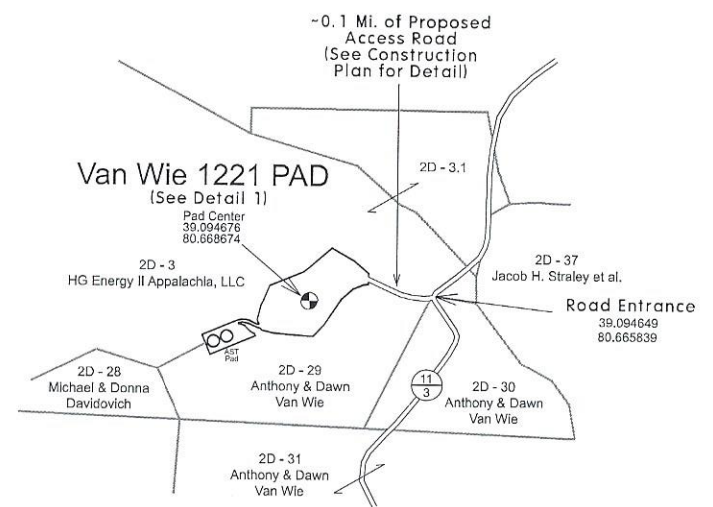 ~0.1 Mi. of Proposed
Access Road
(See Construction
Plan for Detail)
Van Wie 1221 PAD
(See Detail 1)
Pad Center
39.094676
80.668674
2D - 3.1
2D - 3
HG Energy II Appalachia, LLC
2D - 37
Jacob H. Straley et al.
Road Entrance
39.094649
80.665839
AST
Pad
2D - 28
Michael & Donna
Davidovich
2D - 29
Anthony & Dawn
Van Wie
11
3
2D - 30
Anthony & Dawn
Van Wie
2D - 31
Anthony & Dawn
Van Wie